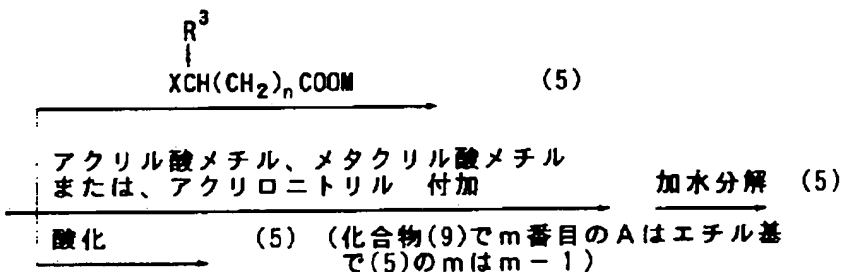 R³
XCH(CH₂)ₙCOOM (5)
アクリル酸メチル、メタクリル酸メチル
または、アクリロニトリル 付加 加水分解 (5)
酸化 (5) (化合物(9)でm番目のAはエチル基
で(5)のmはm-1)